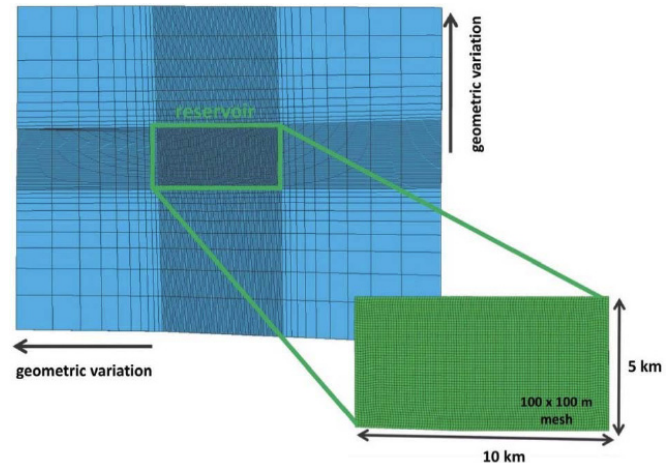 geometric variation
reservoir
geometric variation
100 x 100 m
mesh
5 km
10 km